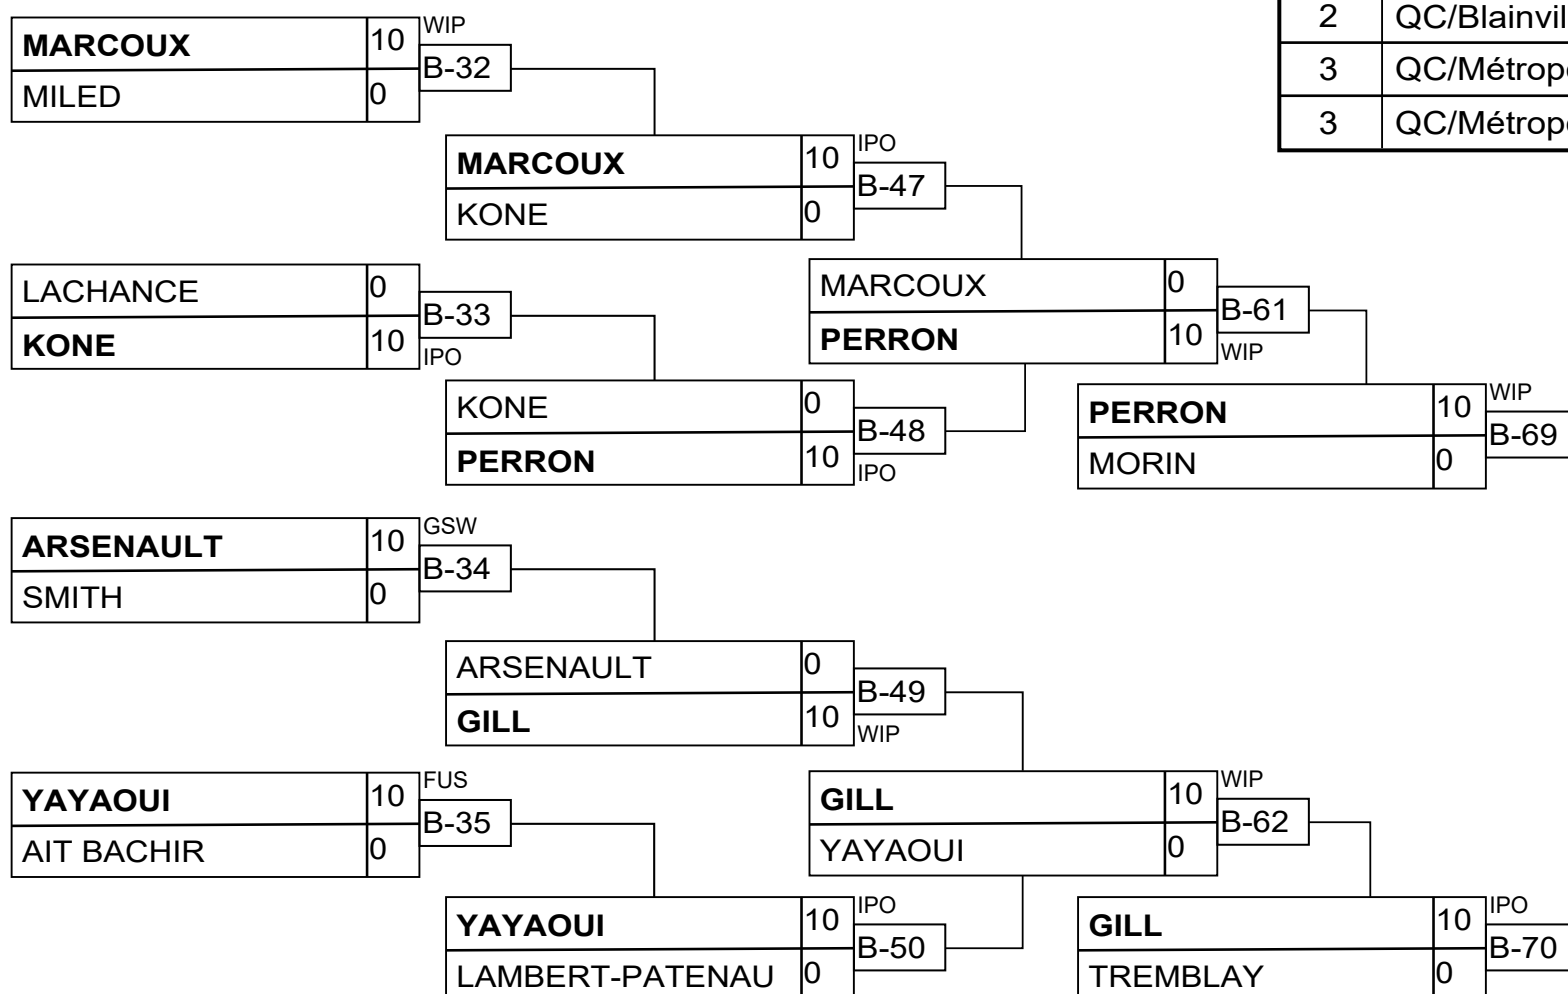 2 QC/Blainvil
3 QC/Métrop
3 QC/Métrop
MARCOUX 10 WIP
B-32
MILED 0
MARCOUX 10 IPO
B-47
KONE 0
LACHANCE 0
B-33
KONE 10 IPO
MARCOUX 0
B-61
PERRON 10 WIP
KONE 0
B-48
PERRON 10 IPO
PERRON 10 WIP
B-69
MORIN 0
ARSENAULT 10 GSW
B-34
SMITH 0
ARSENAULT 0
B-49
GILL 10 WIP
YAYAOUI 10 FUS
B-35
AIT BACHIR 0
GILL 10 WIP
B-62
YAYAOUI 0
YAYAOUI 10 IPO
B-50
LAMBERT-PATENAU 0
GILL 10 IPO
B-70
TREMBLAY 0